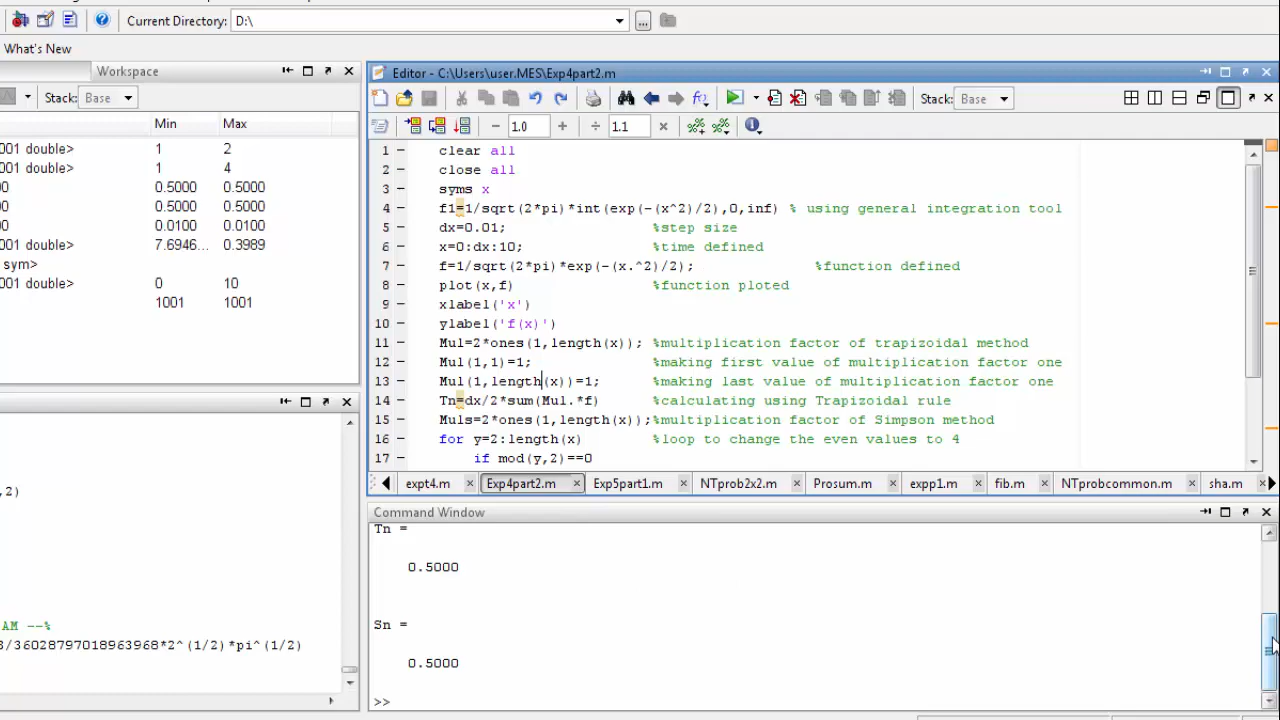 Current Directory: D:\
What's New
Workspace
Stack: Base
Min Max
001 double> 1 2
001 double> 1 4
00 0.5000 0.5000
00 0.5000 0.5000
00 0.0100 0.0100
001 double> 7.6946... 0.3989
sym>
001 double> 0 10
00 1001 1001
,2)
AM --%
3/36028797018963968*2^(1/2)*pi^(1/2)
Editor - C:\Users\user.MES\Exp4part2.m
Stack: Base
− 1.0 + ÷ 1.1 ×
1 – clear all
2 – close all
3 – syms x
4 – f1=1/sqrt(2*pi)*int(exp(-(x^2)/2),0,inf) % using general integration tool
5 – dx=0.01; %step size
6 – x=0:dx:10; %time defined
7 – f=1/sqrt(2*pi)*exp(-(x.^2)/2); %function defined
8 – plot(x,f) %function ploted
9 – xlabel('x')
10 – ylabel('f(x)')
11 – Mul=2*ones(1,length(x)); %multiplication factor of trapizoidal method
12 – Mul(1,1)=1; %making first value of multiplication factor one
13 – Mul(1,length(x))=1; %making last value of multiplication factor one
14 – Tn=dx/2*sum(Mul.*f) %calculating using Trapizoidal rule
15 – Muls=2*ones(1,length(x));%multiplication factor of Simpson method
16 – for y=2:length(x) %loop to change the even values to 4
17 – if mod(y,2)==0
expt4.m Exp4part2.m Exp5part1.m NTprob2x2.m Prosum.m expp1.m fib.m NTprobcommon.m sha.m
Command Window
Tn =
0.5000
Sn =
0.5000
>>